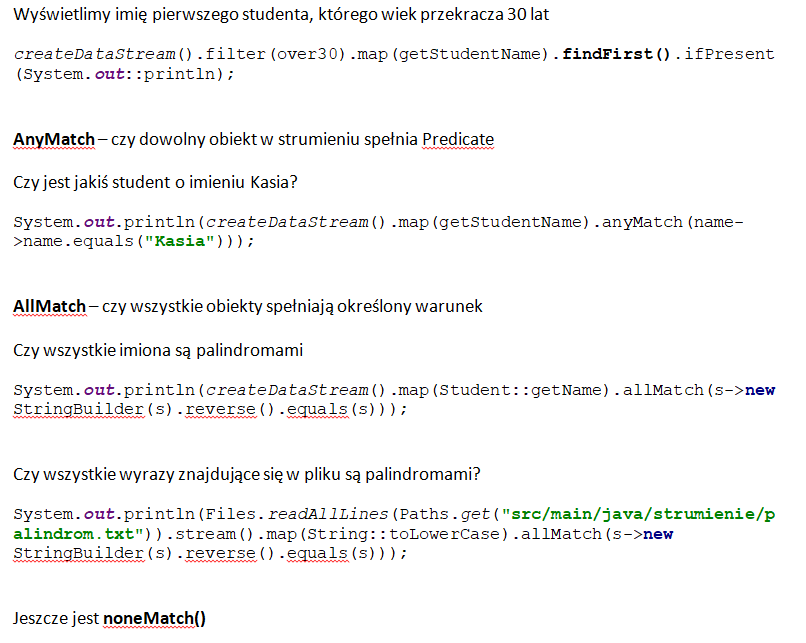 Wyświetlimy imię pierwszego studenta, którego wiek przekracza 30 lat
createDataStream().filter(over30).map(getStudentName).findFirst().ifPresent
(System.out::println);
AnyMatch – czy dowolny obiekt w strumieniu spełnia Predicate
Czy jest jakiś student o imieniu Kasia?
System.out.println(createDataStream().map(getStudentName).anyMatch(name-
>name.equals("Kasia")));
AllMatch – czy wszystkie obiekty spełniają określony warunek
Czy wszystkie imiona są palindromami
System.out.println(createDataStream().map(Student::getName).allMatch(s->new
StringBuilder(s).reverse().equals(s)));
Czy wszystkie wyrazy znajdujące się w pliku są palindromami?
System.out.println(Files.readAllLines(Paths.get("src/main/java/strumienie/p
alindrom.txt")).stream().map(String::toLowerCase).allMatch(s->new
StringBuilder(s).reverse().equals(s)));
Jeszcze jest noneMatch()